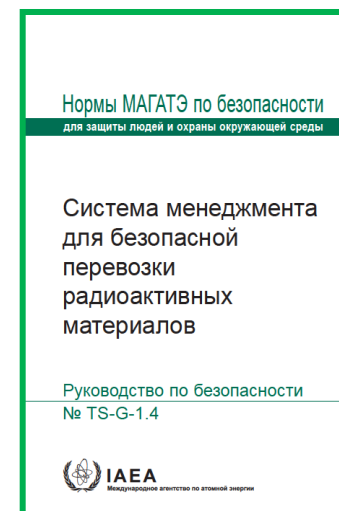 Нормы МАГАТЭ по безопасности
для защиты людей и охраны окружающей среды
Система менеджмента
для безопасной
перевозки
радиоактивных
материалов
Руководство по безопасности
№ TS-G-1.4
IAEA
Международное агентство по атомной энергии